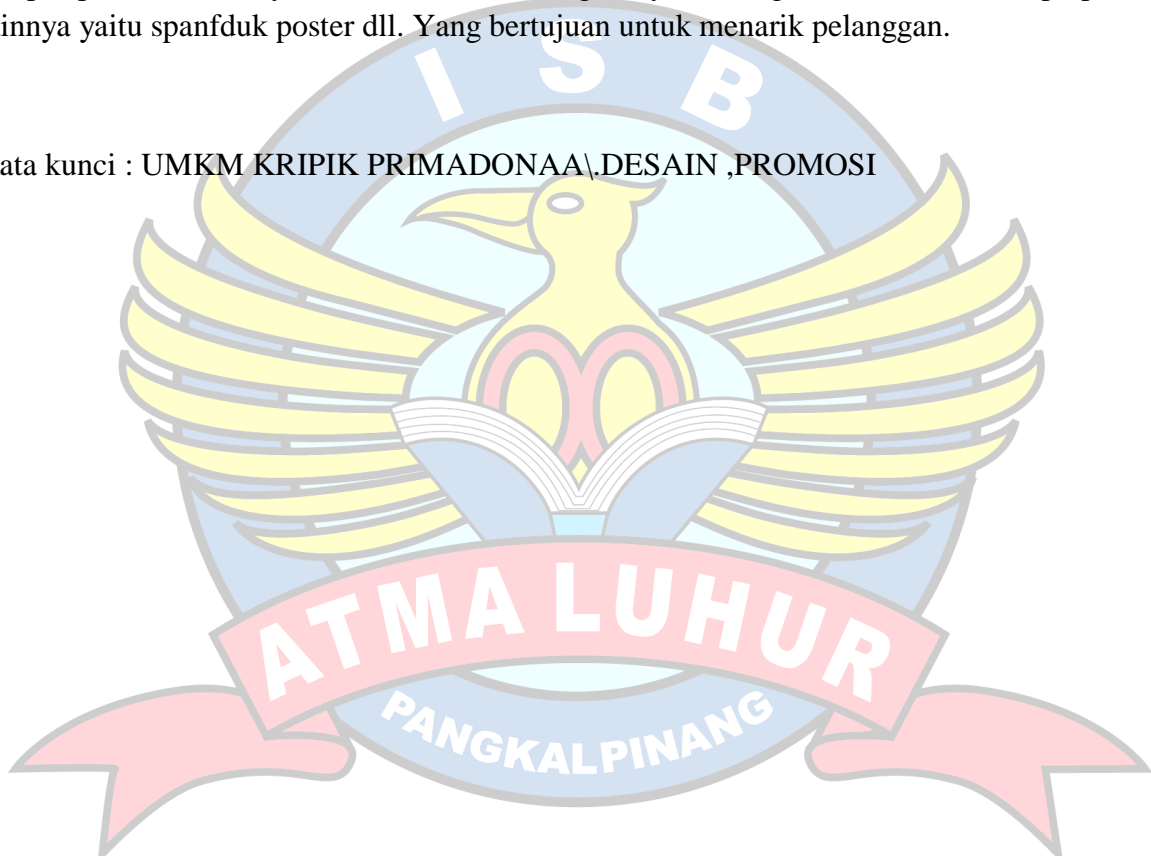 innya yaitu spanfduk poster dll. Yang bertujuan untuk menarik pelanggan.
ata kunci : UMKM KRIPIK PRIMADONAA\.DESAIN ,PROMOSI
I S B
ATMA LUHUR
PANGKALPINANG